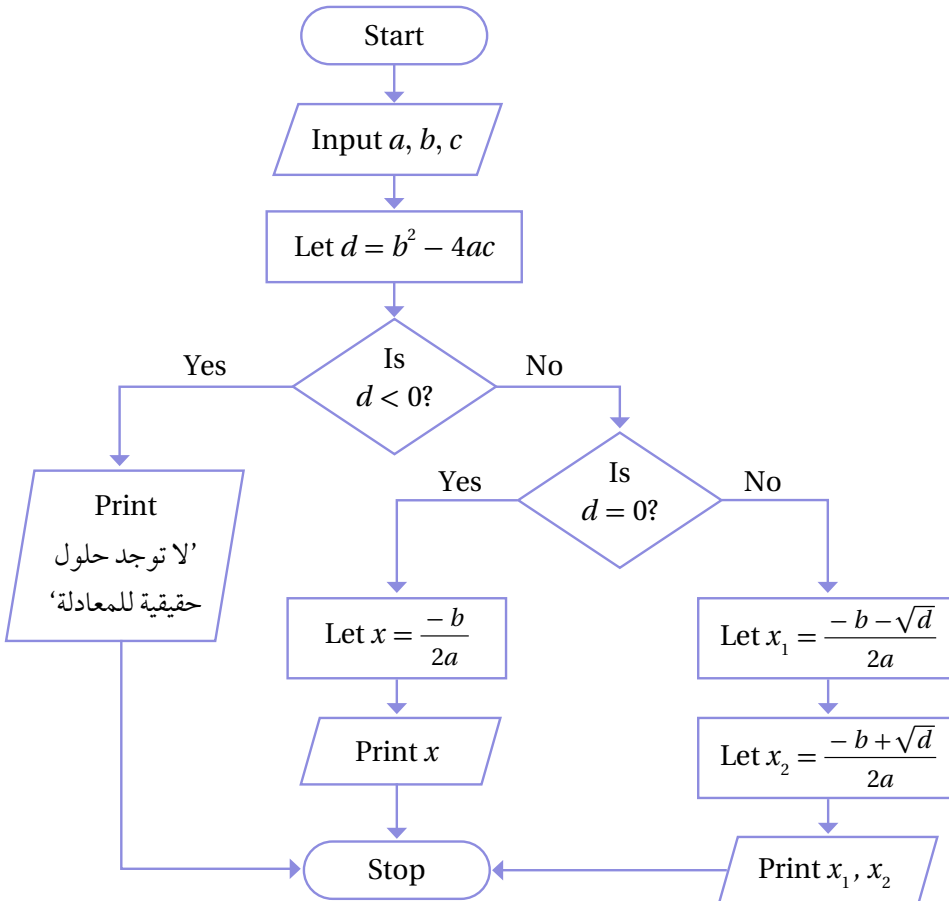 Start
Input a, b, c
Let d = b² − 4ac
Is
d < 0?
Yes
No
Print
’لا توجد حلول
حقيقية للمعادلة‘
Is
d = 0?
Yes
No
Let x = −b / 2a
Print x
Let x₁ = −b − √d / 2a
Let x₂ = −b + √d / 2a
Print x₁, x₂
Stop